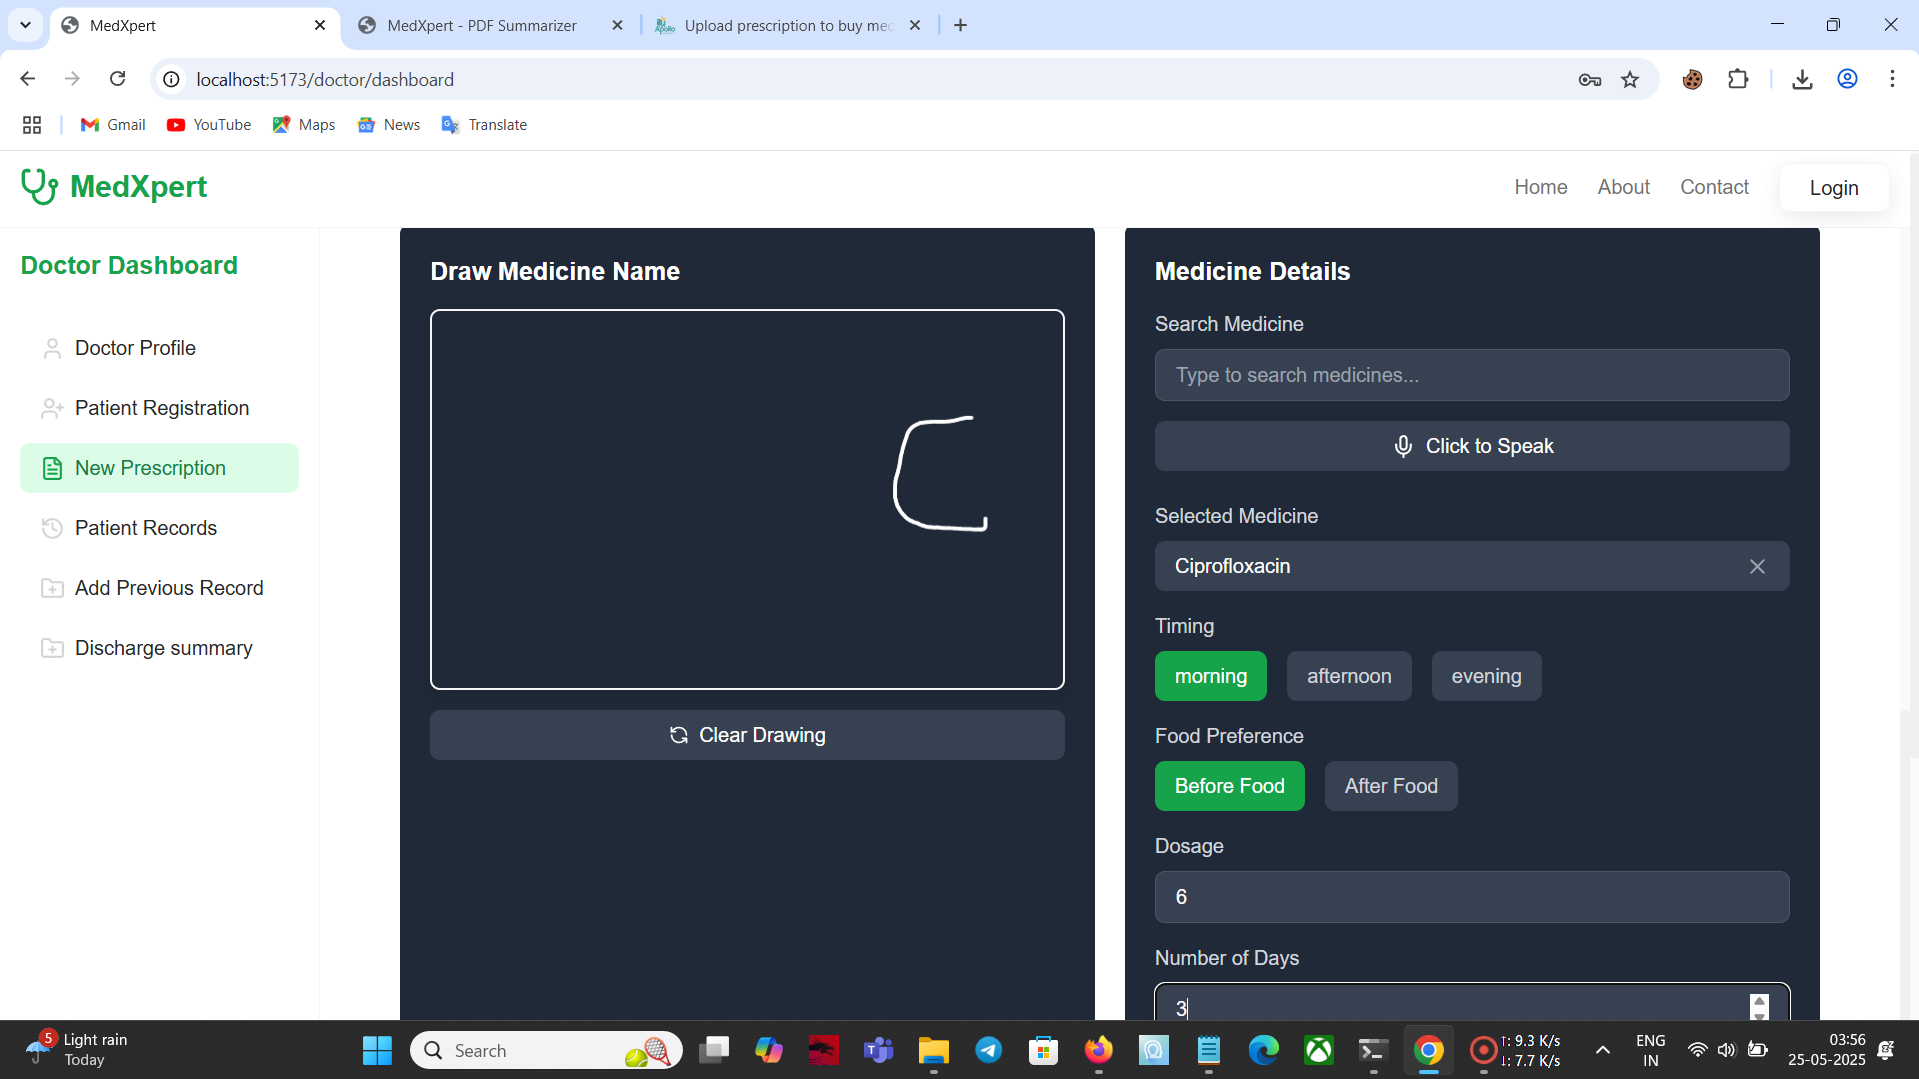 MedXpert
MedXpert - PDF Summarizer
Upload prescription to buy med
localhost:5173/doctor/dashboard
Gmail
YouTube
Maps
News
Translate
MedXpert
Home
About
Contact
Login
Doctor Dashboard
Doctor Profile
Patient Registration
New Prescription
Patient Records
Add Previous Record
Discharge summary
Draw Medicine Name
C
Clear Drawing
Medicine Details
Search Medicine
Type to search medicines...
Click to Speak
Selected Medicine
Ciprofloxacin
Timing
morning
afternoon
evening
Food Preference
Before Food
After Food
Dosage
6
Number of Days
3
5
Light rain
Today
Search
↑: 9.3 K/s
↓: 7.7 K/s
ENG
IN
03:56
25-05-2025